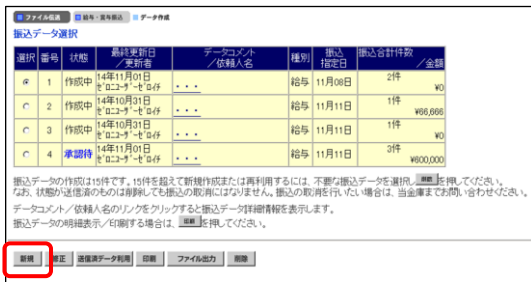 ファイル伝送 給与・賞与振込 データ作成
振込データ選択
選択 番号 状態 最終更新日／更新者 データコメント／依頼人名 種別 振込指定日 振込合計件数／金額
1 作成中 14年11月01日 ・・・ 給与 11月08日 2件
¥0
2 作成中 14年10月31日 ・・・ 給与 11月11日 1件
¥66,666
3 作成中 14年10月31日 ・・・ 給与 11月11日 1件
¥0
4 承認待 14年11月01日 ・・・ 給与 11月11日 3件
¥600,000
振込データの作成は15件です。15件を超えて新規作成または再利用するには、不要な振込データを選択し 削除 を押してください。
なお、状態が送信済のものは削除しても振込の取消にはなりません。振込の取消を行いたい場合は、当金庫までお問い合わせください。
データコメント／依頼人名のリンクをクリックすると振込データ詳細情報を表示します。
振込データの明細表示／印刷する場合は、 印刷 を押してください。
新規 修正 送信済データ利用 印刷 ファイル出力 削除